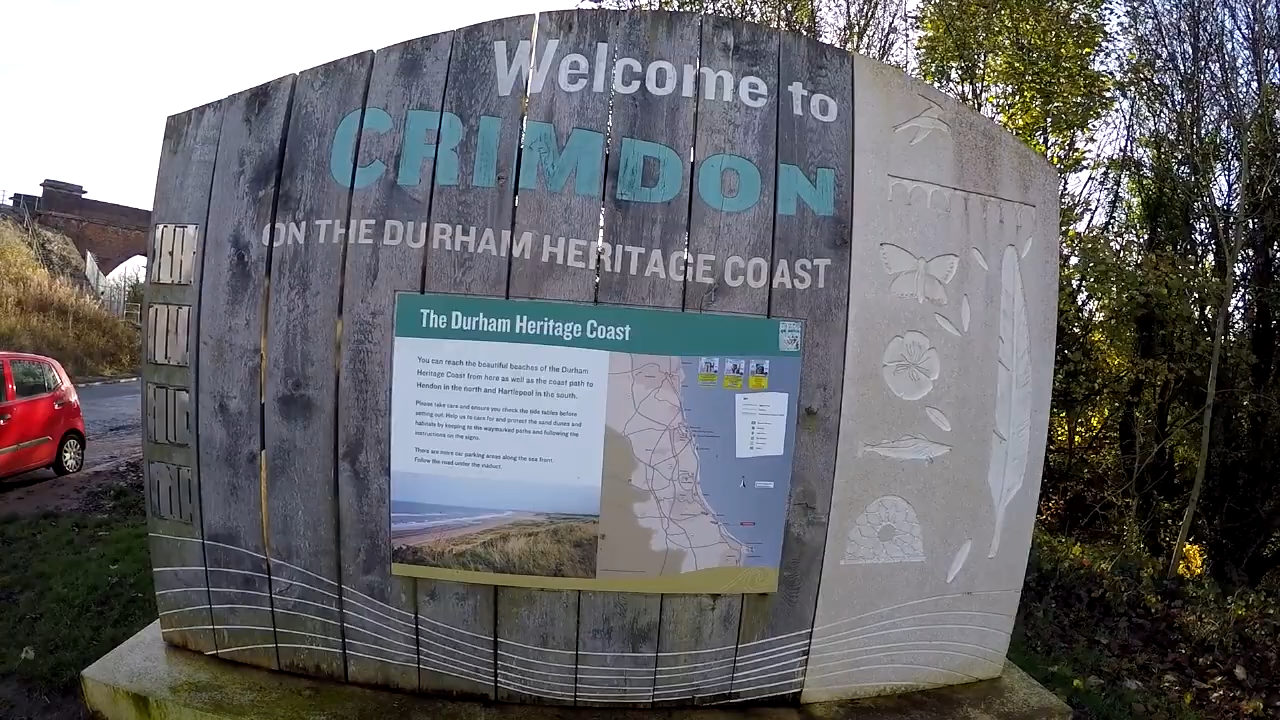 Welcome to
CRIMDON
ON THE DURHAM HERITAGE COAST
The Durham Heritage Coast
You can reach the beautiful beaches of the Durham
Heritage Coast from here as well as the coast path to
Hendon in the north and Hartlepool in the south.
Please take care and ensure you check the tide tables before
setting out. Help us to care for and protect the sand dunes and
habitats by keeping to the waymarked paths and following the
instructions on the signs.
There are more car parking areas along the sea front.
Follow the road under the viaduct.